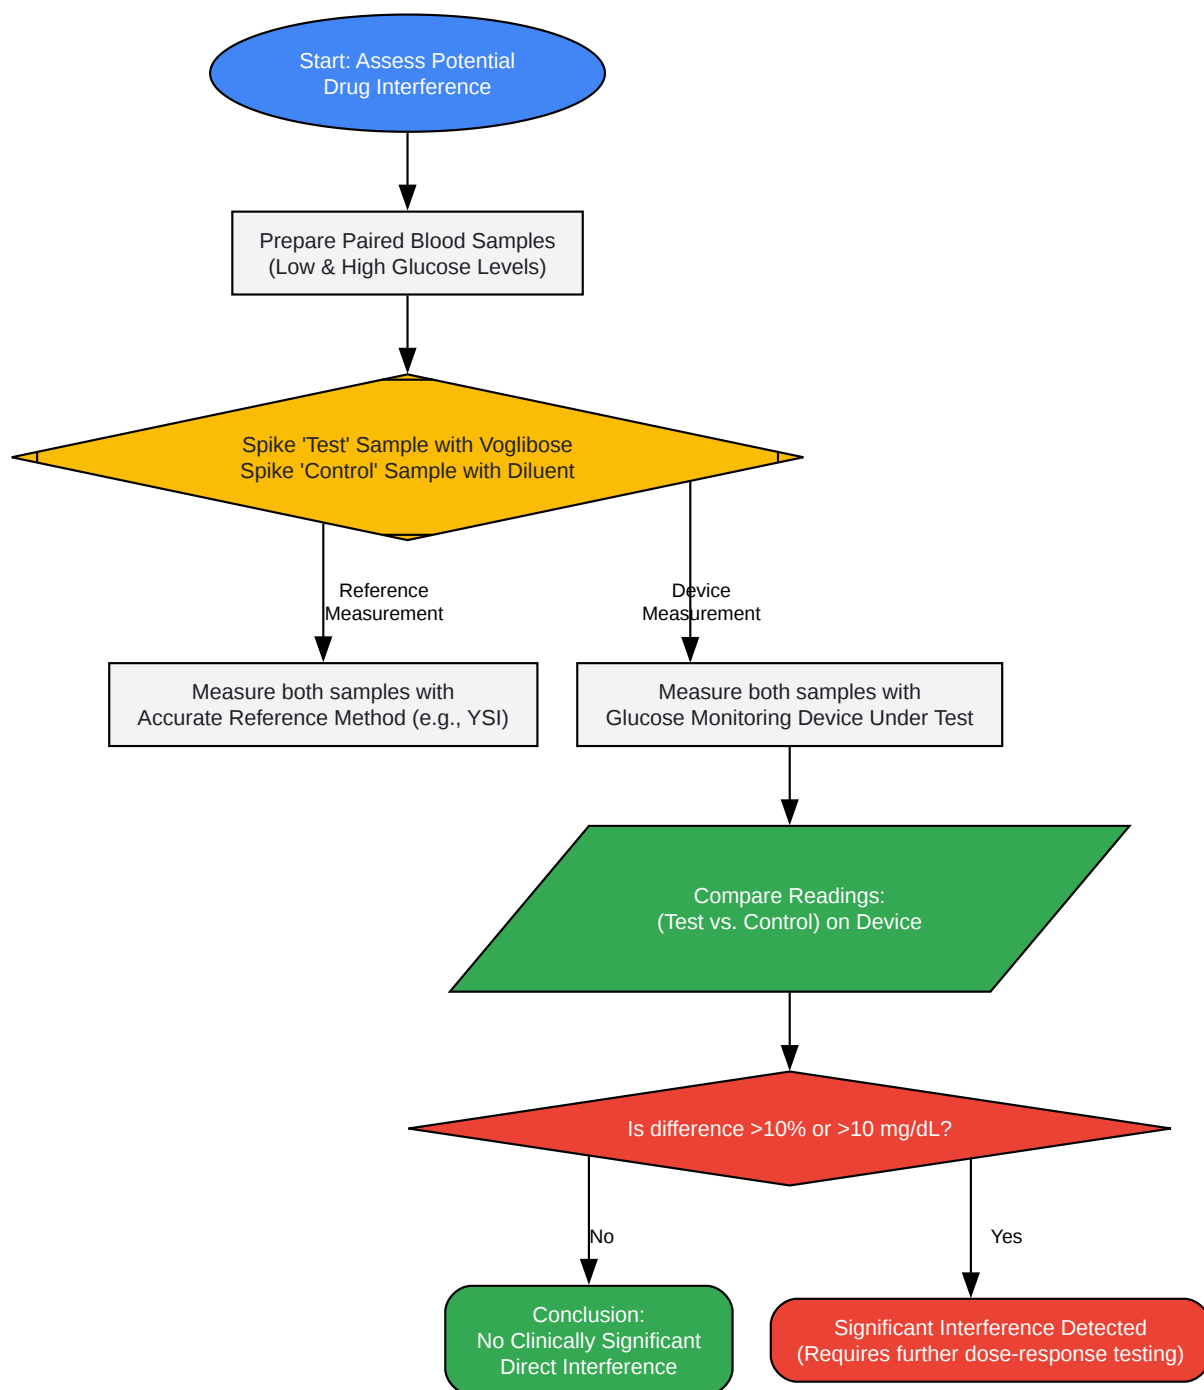 Start: Assess Potential
Drug Interference
Prepare Paired Blood Samples
(Low & High Glucose Levels)
Spike 'Test' Sample with Voglibose
Spike 'Control' Sample with Diluent
Reference
Measurement
Device
Measurement
Measure both samples with
Accurate Reference Method (e.g., YSI)
Measure both samples with
Glucose Monitoring Device Under Test
Compare Readings:
(Test vs. Control) on Device
Is difference >10% or >10 mg/dL?
No
Yes
Conclusion:
No Clinically Significant
Direct Interference
Significant Interference Detected
(Requires further dose-response testing)